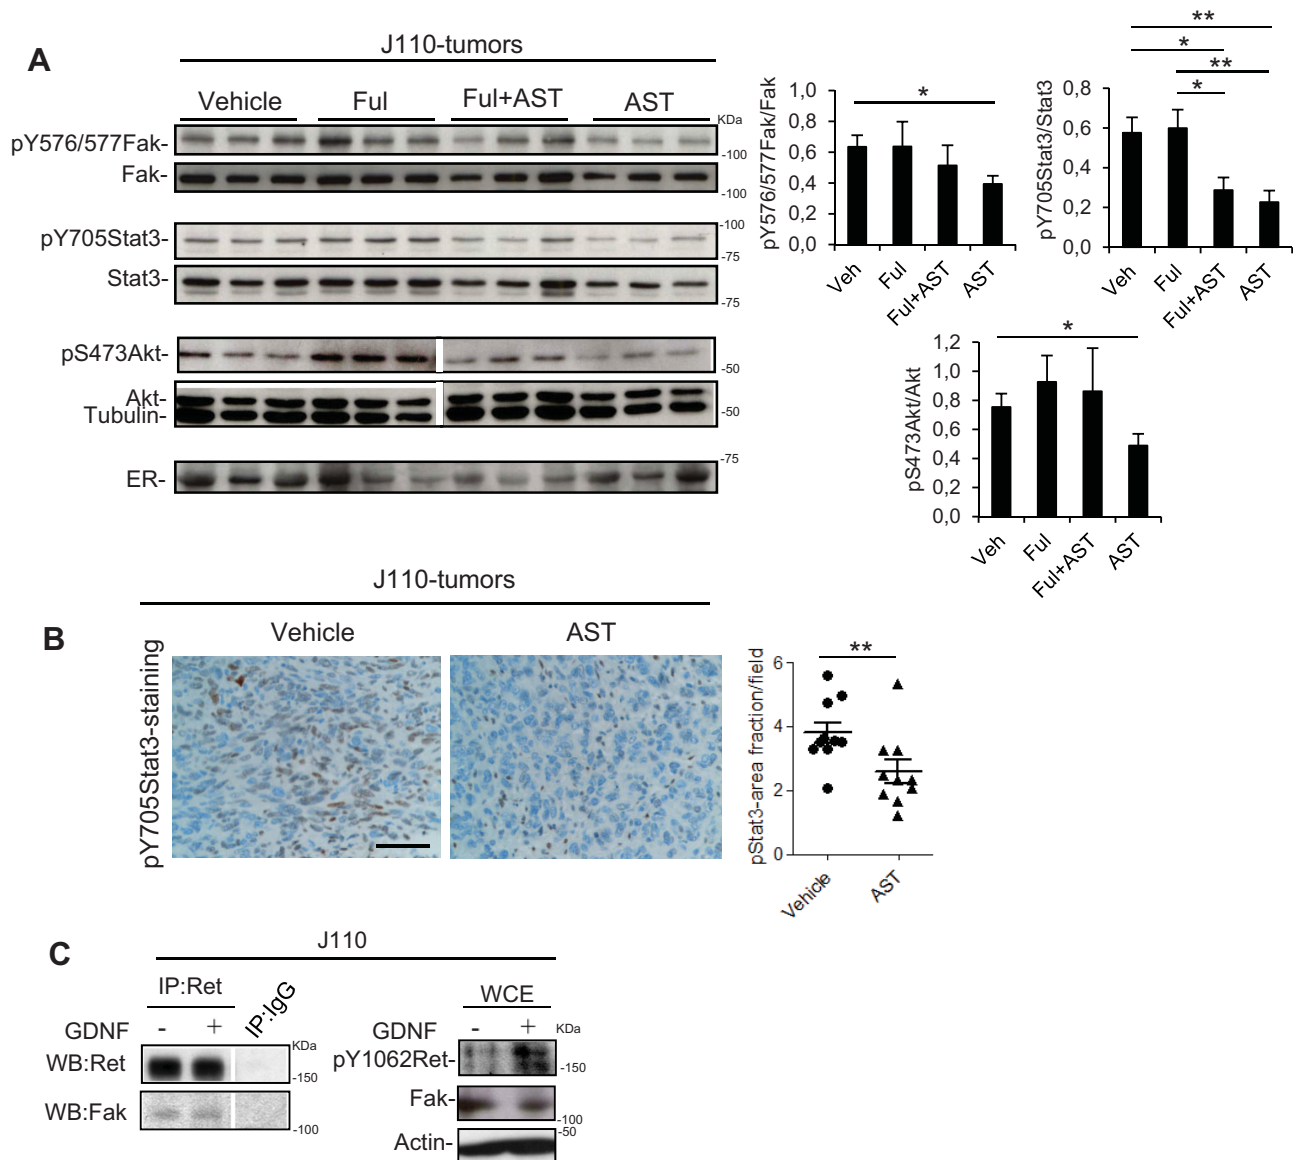 A
J110-tumors
Vehicle Ful Ful+AST AST
KDa
pY576/577Fak-
-100
Fak-
-100
pY705Stat3-
-100
-75
Stat3-
-75
pS473Akt-
-50
Akt-
Tubulin-
-50
-75
ER-
pY576/577Fak/Fak
1,0
0,8
0,6
0,4
0,2
0,0
*
Veh Ful Ful+AST AST
pY705Stat3/Stat3
0,8
0,6
0,4
0,2
0,0
**
*
**
*
Veh Ful Ful+AST AST
pS473Akt/Akt
1,2
1,0
0,8
0,6
0,4
0,2
0,0
*
Veh Ful Ful+AST AST
B
J110-tumors
Vehicle AST
pY705Stat3-staining
pStat3-area fraction/field
6
4
2
0
**
Vehicle AST
C
J110
IP:Ret IP:IgG
GDNF - +
KDa
WB:Ret
-150
WB:Fak
-100
WCE
GDNF - +
KDa
pY1062Ret-
-150
Fak-
-100
-50
Actin-